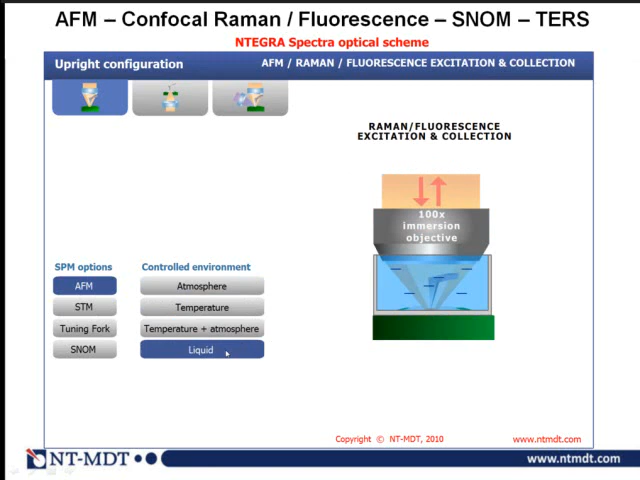 AFM – Confocal Raman / Fluorescence – SNOM – TERS
NTEGRA Spectra optical scheme
Upright configuration
AFM / RAMAN / FLUORESCENCE EXCITATION & COLLECTION
RAMAN/FLUORESCENCE
EXCITATION & COLLECTION
100x
immersion
objective
SPM options
Controlled environment
AFM
Atmosphere
STM
Temperature
Tuning Fork
Temperature + atmosphere
SNOM
Liquid
Copyright © NT-MDT, 2010
www.ntmdt.com
NT-MDT
www.ntmdt.com